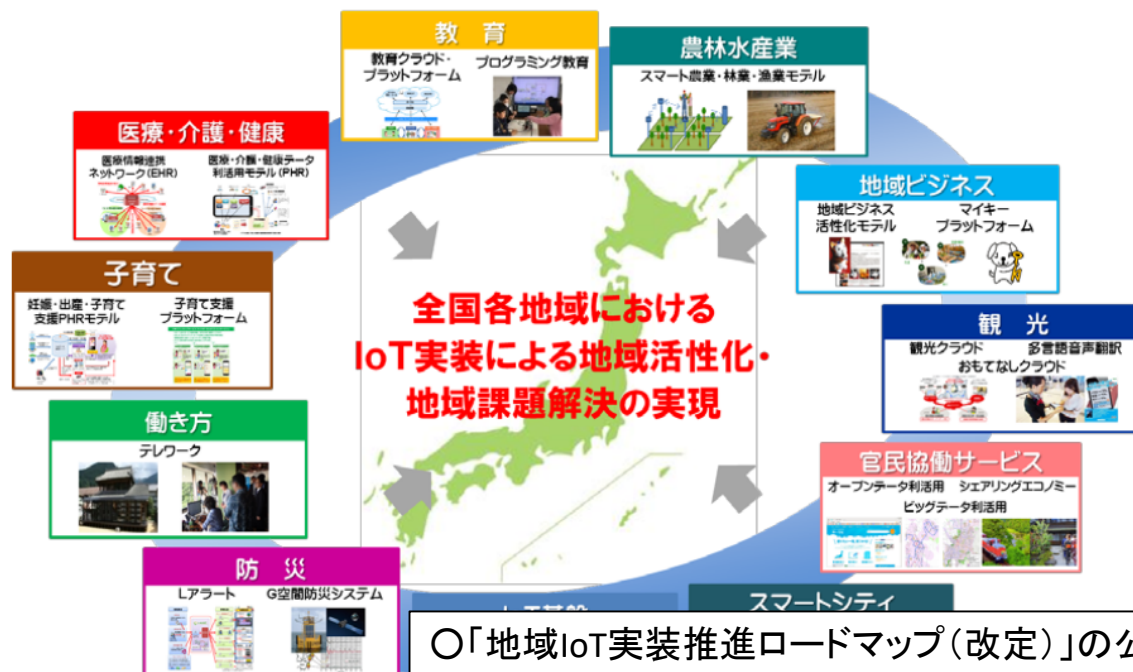 教 育
教育クラウド・
プラットフォーム
プログラミング教育
農林水産業
スマート農業・林業・漁業モデル
医療・介護・健康
医療情報連携
ネットワーク(EHR)
医療・介護・健康データ
利活用モデル(PHR)
地域ビジネス
地域ビジネス
活性化モデル
マイキー
プラットフォーム
子育て
妊娠・出産・子育て
支援PHRモデル
子育て支援
プラットフォーム
全国各地域における
IoT実装による地域活性化・
地域課題解決の実現
観 光
観光クラウド
多言語音声翻訳
おもてなしクラウド
働き方
テレワーク
官民協働サービス
オープンデータ利活用 シェアリングエコノミー
ビッグデータ利活用
防 災
Lアラート
G空間防災システム
スマートシティ
〇「地域IoT実装推進ロードマップ(改定)」の公